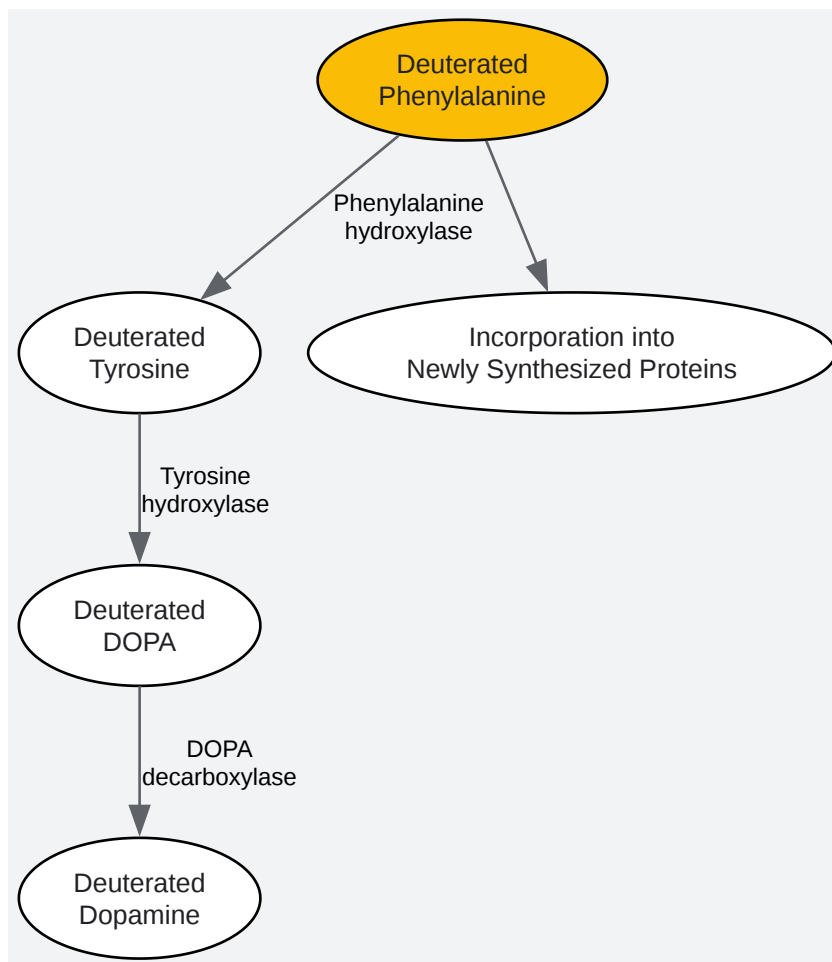 Deuterated
Phenylalanine
Phenylalanine
hydroxylase
Deuterated
Tyrosine
Incorporation into
Newly Synthesized Proteins
Tyrosine
hydroxylase
Deuterated
DOPA
DOPA
decarboxylase
Deuterated
Dopamine